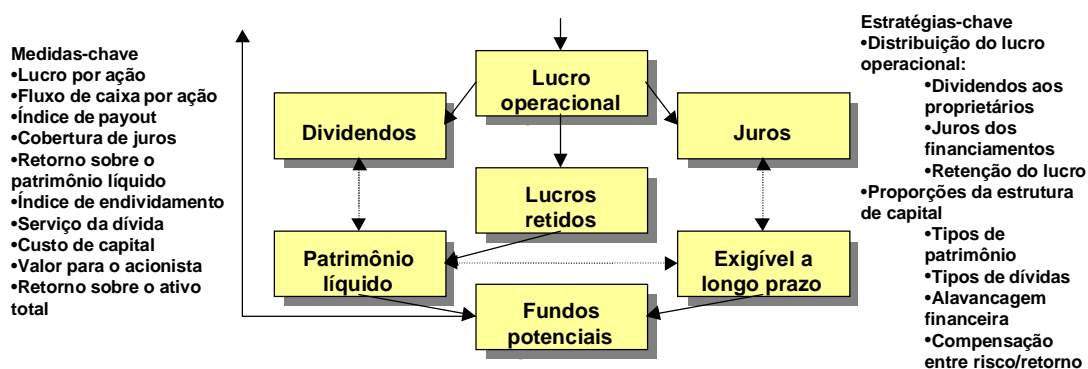 Medidas-chave
•Lucro por ação
•Fluxo de caixa por ação
•Índice de payout
•Cobertura de juros
•Retorno sobre o
patrimônio líquido
•Índice de endividamento
•Serviço da dívida
•Custo de capital
•Valor para o acionista
•Retorno sobre o ativo
total
Lucro
operacional
Dividendos
Juros
Lucros
retidos
Patrimônio
líquido
Exigível a
longo prazo
Fundos
potenciais
Estratégias-chave
•Distribuição do lucro
operacional:
•Dividendos aos
proprietários
•Juros dos
financiamentos
•Retenção do lucro
•Proporções da estrutura
de capital
•Tipos de
patrimônio
•Tipos de dívidas
•Alavancagem
financeira
•Compensação
entre risco/retorno